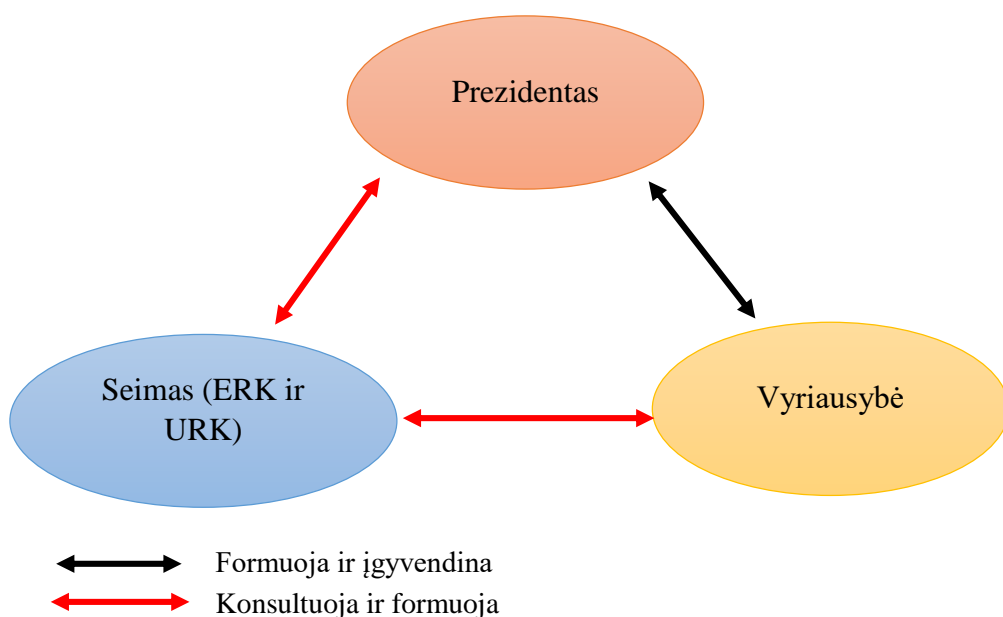 Prezidentas
Seimas (ERK ir
URK)
Vyriausybė
Formuoja ir įgyvendina
Konsultuoja ir formuoja